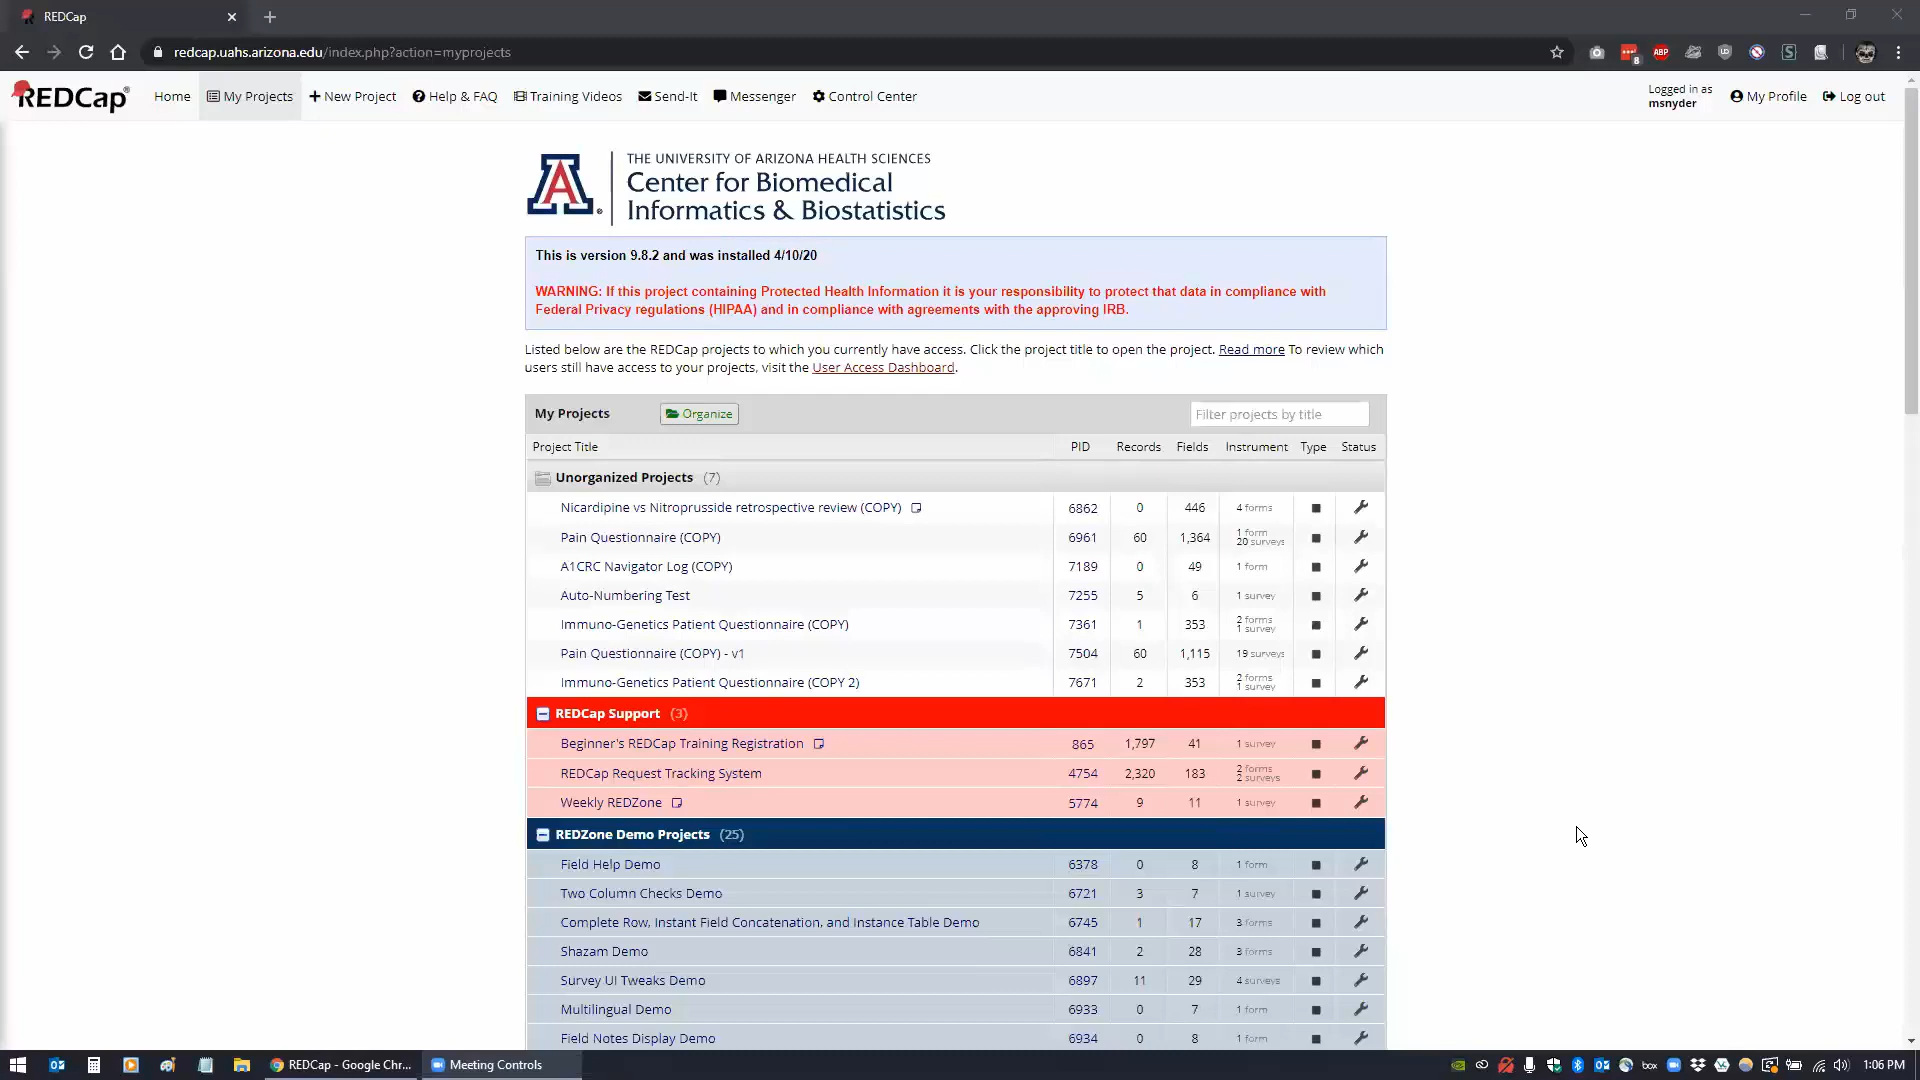 REDCap
redcap.uahs.arizona.edu/index.php?action=myprojects
8
ABP
REDCap®
Home My Projects New Project Help & FAQ Training Videos Send-It Messenger Control Center
Logged in as
msnyder
My Profile Log out
THE UNIVERSITY OF ARIZONA HEALTH SCIENCES
Center for Biomedical
Informatics & Biostatistics
This is version 9.8.2 and was installed 4/10/20
WARNING: If this project containing Protected Health Information it is your responsibility to protect that data in compliance with
Federal Privacy regulations (HIPAA) and in compliance with agreements with the approving IRB.
Listed below are the REDCap projects to which you currently have access. Click the project title to open the project. Read more To review which
users still have access to your projects, visit the User Access Dashboard.
My Projects Organize Filter projects by title
Project Title PID Records Fields Instrument Type Status
Unorganized Projects (7)
Nicardipine vs Nitroprusside retrospective review (COPY) 6862 0 446 4 forms
Pain Questionnaire (COPY) 6961 60 1,364 1 form 20 surveys
A1CRC Navigator Log (COPY) 7189 0 49 1 form
Auto-Numbering Test 7255 5 6 1 survey
Immuno-Genetics Patient Questionnaire (COPY) 7361 1 353 2 forms 1 survey
Pain Questionnaire (COPY) - v1 7504 60 1,115 19 surveys
Immuno-Genetics Patient Questionnaire (COPY 2) 7671 2 353 2 forms 1 survey
REDCap Support (3)
Beginner's REDCap Training Registration 865 1,797 41 1 survey
REDCap Request Tracking System 4754 2,320 183 2 forms 2 surveys
Weekly REDZone 5774 9 11 1 survey
REDZone Demo Projects (25)
Field Help Demo 6378 0 8 1 form
Two Column Checks Demo 6721 3 7 1 survey
Complete Row, Instant Field Concatenation, and Instance Table Demo 6745 1 17 3 forms
Shazam Demo 6841 2 28 3 forms
Survey UI Tweaks Demo 6897 11 29 4 surveys
Multilingual Demo 6933 0 7 1 form
Field Notes Display Demo 6934 0 8 1 form
REDCap - Google Chr... Meeting Controls box 1:06 PM